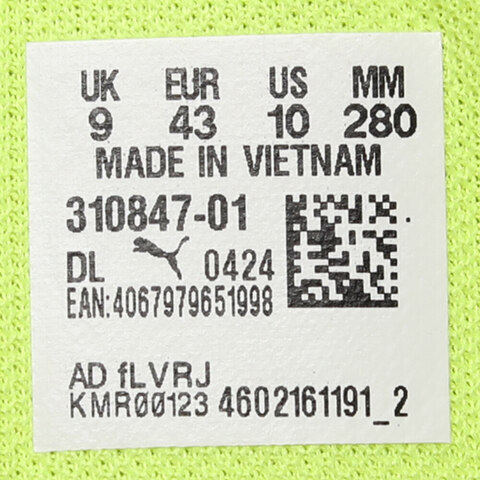 UK EUR US MM
9 43 10 280
MADE IN VIETNAM
310847-01
DL 0424
EAN:4067979651998
AD fLVRJ
KMR00123 4602161191_2